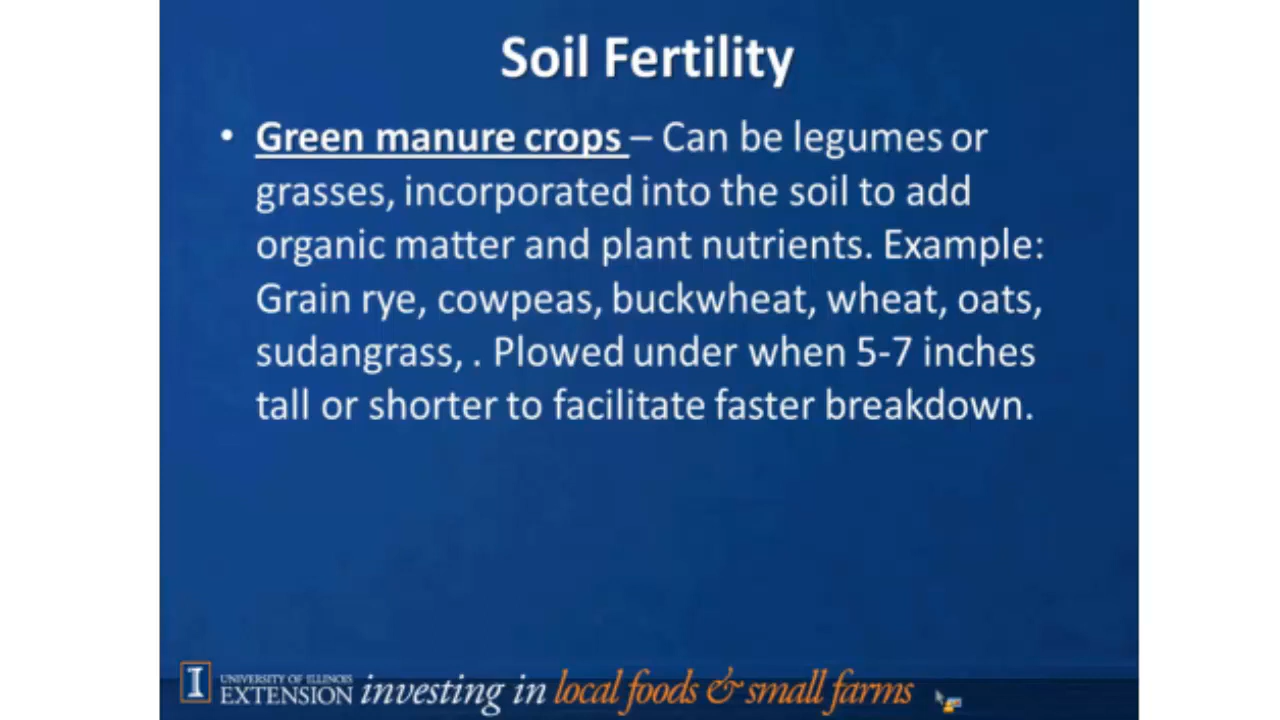 Soil Fertility
• Green manure crops – Can be legumes or
grasses, incorporated into the soil to add
organic matter and plant nutrients. Example:
Grain rye, cowpeas, buckwheat, wheat, oats,
sudangrass, . Plowed under when 5-7 inches
tall or shorter to facilitate faster breakdown.
I
UNIVERSITY OF ILLINOIS
EXTENSION
investing in local foods & small farms